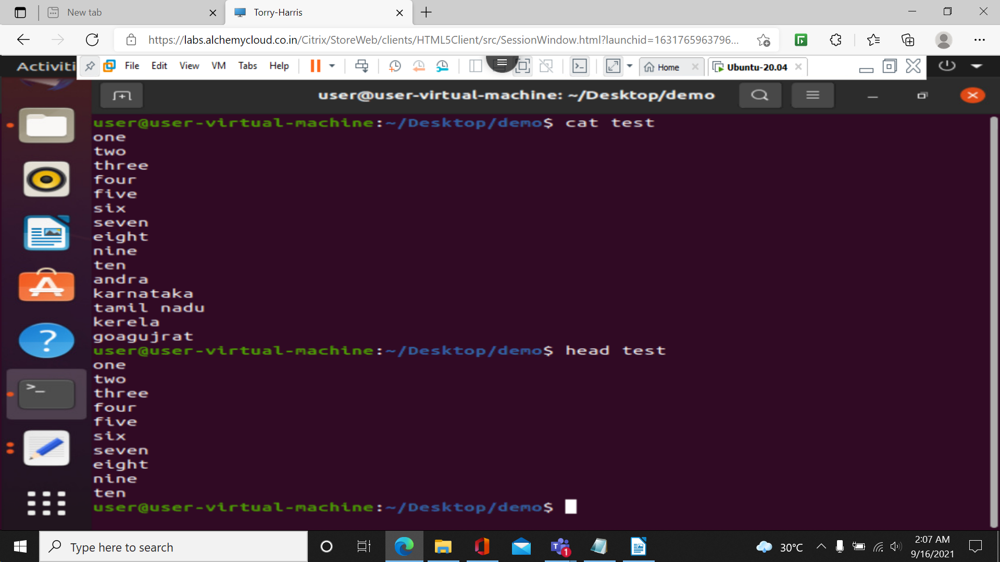 New tab
Torry-Harris
https://labs.alchemycloud.co.in/Citrix/StoreWeb/clients/HTML5Client/src/SessionWindow.html?launchid=1631765963796...
Activiti File Edit View VM Tabs Help Home Ubuntu-20.04
user@user-virtual-machine: ~/Desktop/demo
user@user-virtual-machine:~/Desktop/demo$ cat test
one
two
three
four
five
six
seven
eight
nine
ten
andra
karnataka
tamil nadu
kerela
goagujrat
user@user-virtual-machine:~/Desktop/demo$ head test
one
two
three
four
five
six
seven
eight
nine
ten
user@user-virtual-machine:~/Desktop/demo$
Type here to search
1
30°C
2:07 AM
9/16/2021